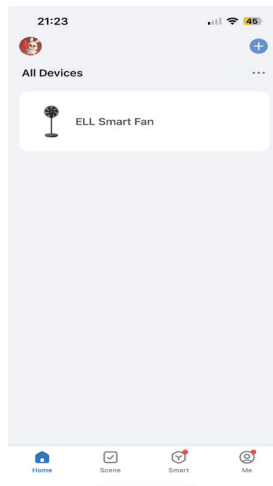 21:23
45
All Devices
ELL Smart Fan
Home
Scene
Smart
Me